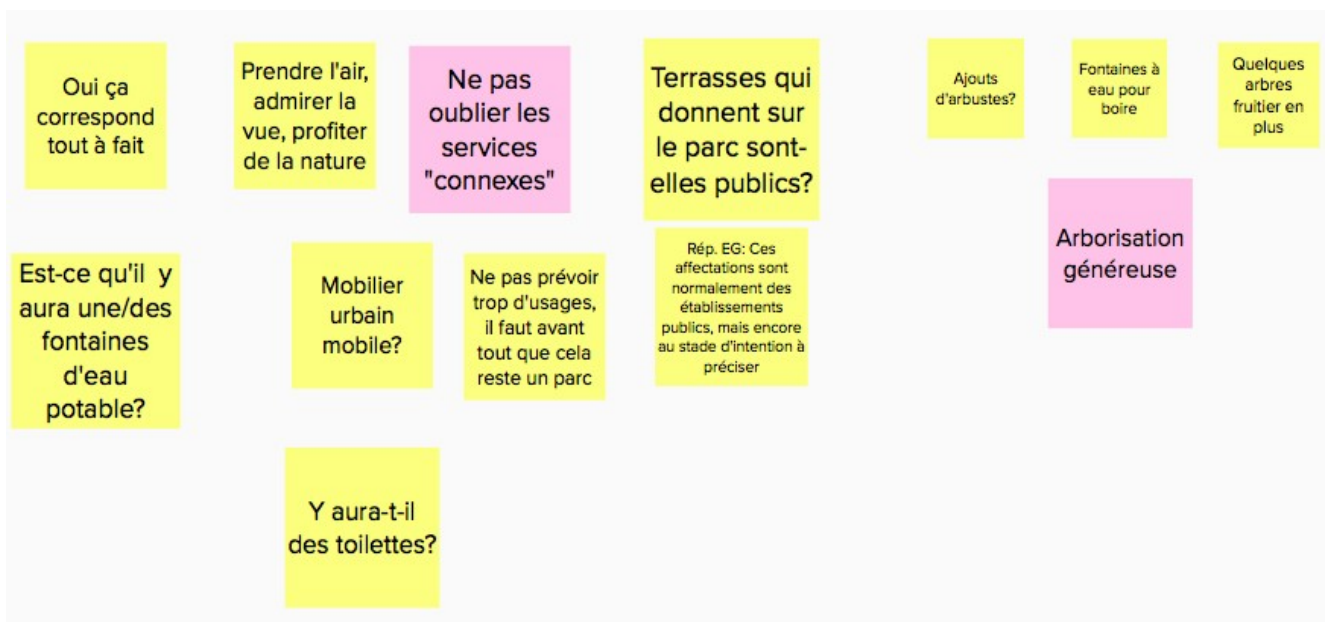 Oui ça
correspond
tout à fait
Prendre l'air,
admirer la
vue, profiter
de la nature
Ne pas
oublier les
services
"connexes"
Terrasses qui
donnent sur
le parc sont-
elles publics?
Ajouts
d'arbustes?
Fontaines à
eau pour
boire
Quelques
arbres
fruitier en
plus
Arborisation
généreuse
Est-ce qu'il y
aura une/des
fontaines
d'eau
potable?
Mobilier
urbain
mobile?
Ne pas prévoir
trop d'usages,
il faut avant
tout que cela
reste un parc
Rép. EG: Ces
affectations sont
normalement des
établissements
publics, mais encore
au stade d'intention à
préciser
Y aura-t-il
des toilettes?